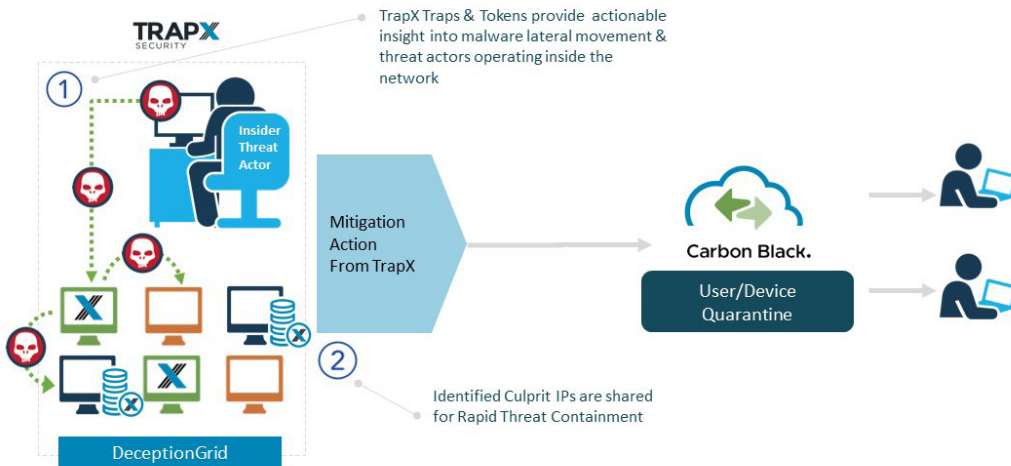 TRAPX
SECURITY
TrapX Traps & Tokens provide actionable
insight into malware lateral movement &
threat actors operating inside the
network
1
Insider
Threat
Actor
Mitigation
Action
From TrapX
Carbon Black.
User/Device
Quarantine
X
X
X
X
2
Identified Culprit IPs are shared
for Rapid Threat Containment
DeceptionGrid